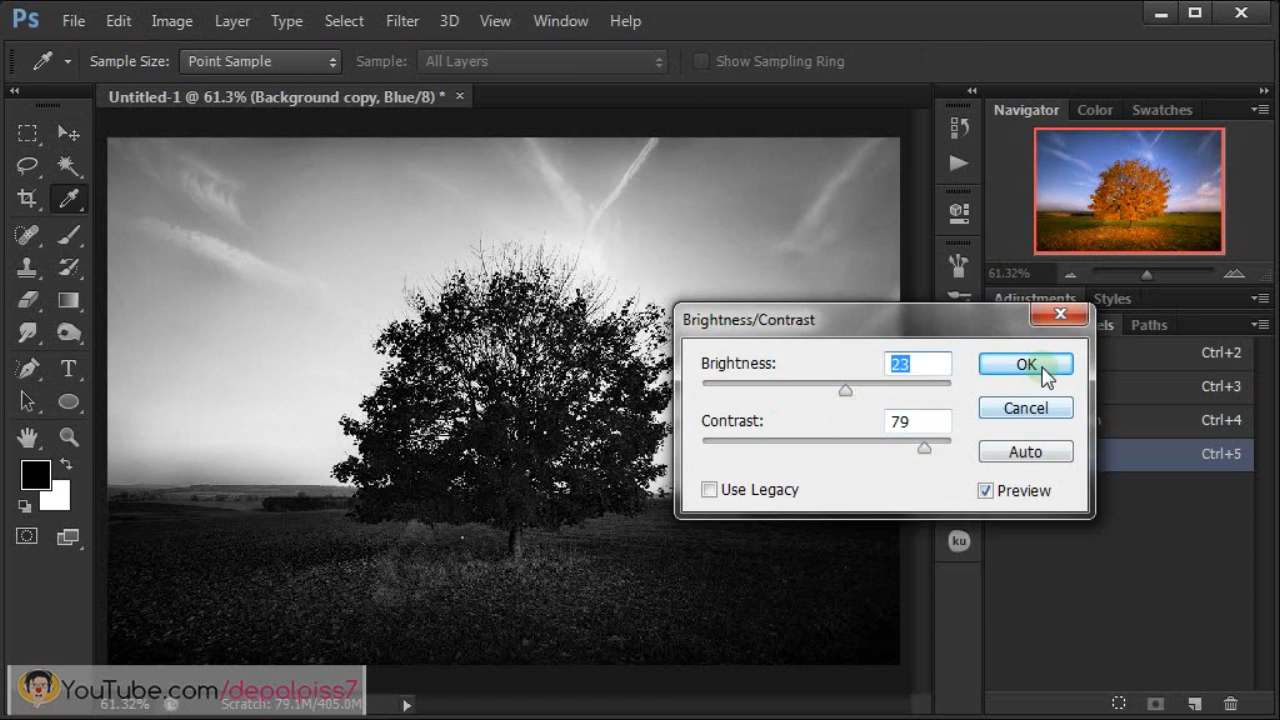 Ps File Edit Image Layer Type Select Filter 3D View Window Help
Sample Size: Point Sample Sample: All Layers Show Sampling Ring
Untitled-1 @ 61.3% (Background copy, Blue/8) * ×
Navigator Color Swatches
61.32%
Adjustments Styles
Paths
Ctrl+2
Ctrl+3
Ctrl+4
Ctrl+5
Brightness/Contrast
Brightness: 23 OK
Cancel
Contrast: 79
Auto
Use Legacy Preview
ku
YouTube.com/depalpiss7
61.32% Scratch: 79.1M/405.0M